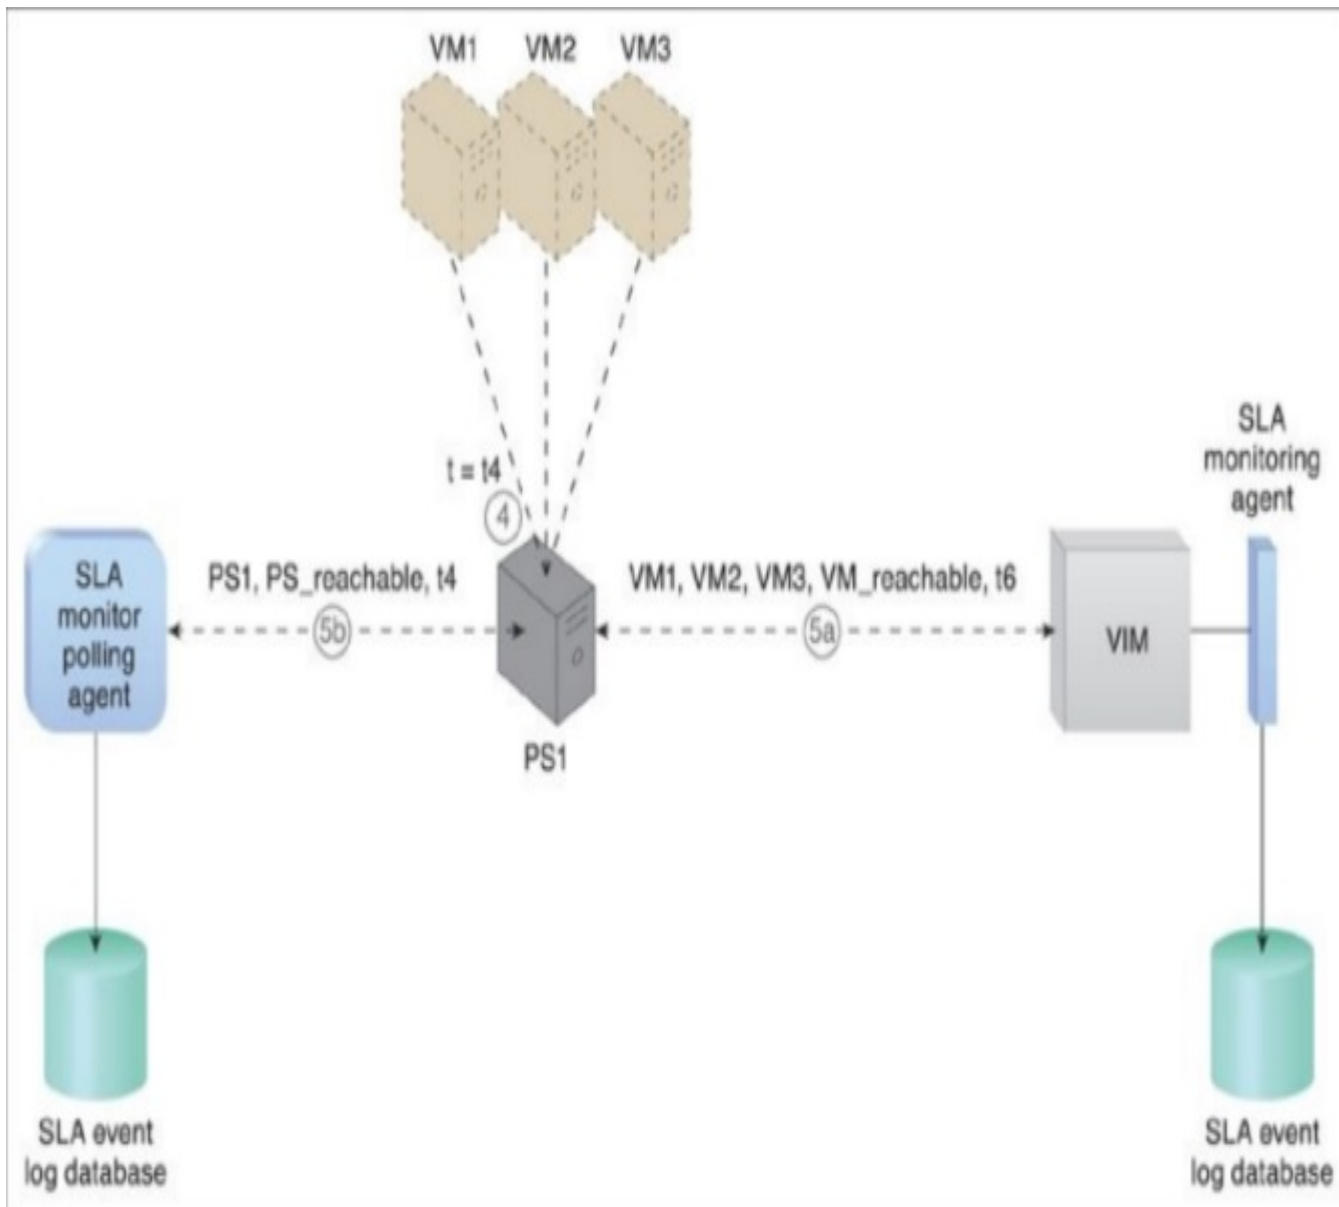 VM1 VM2 VM3
t = t4
4
SLA
monitoring
agent
SLA
monitor
polling
agent
PS1, PS_reachable, t4
5b
VM1, VM2, VM3, VM_reachable, t6
5a
VIM
PS1
SLA event
log database
SLA event
log database